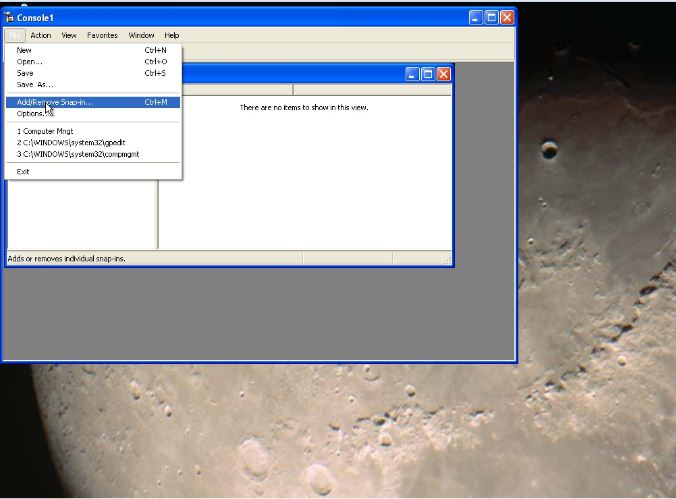 Console1
File Action View Favorites Window Help
New Ctrl+N
Open... Ctrl+O
Save Ctrl+S
Save As...
Add/Remove Snap-in... Ctrl+M
Options...
1 Computer Mngt
2 C:\WINDOWS\system32\gpedit
3 C:\WINDOWS\system32\compmgmt
Exit
There are no items to show in this view.
Adds or removes individual snap-ins.